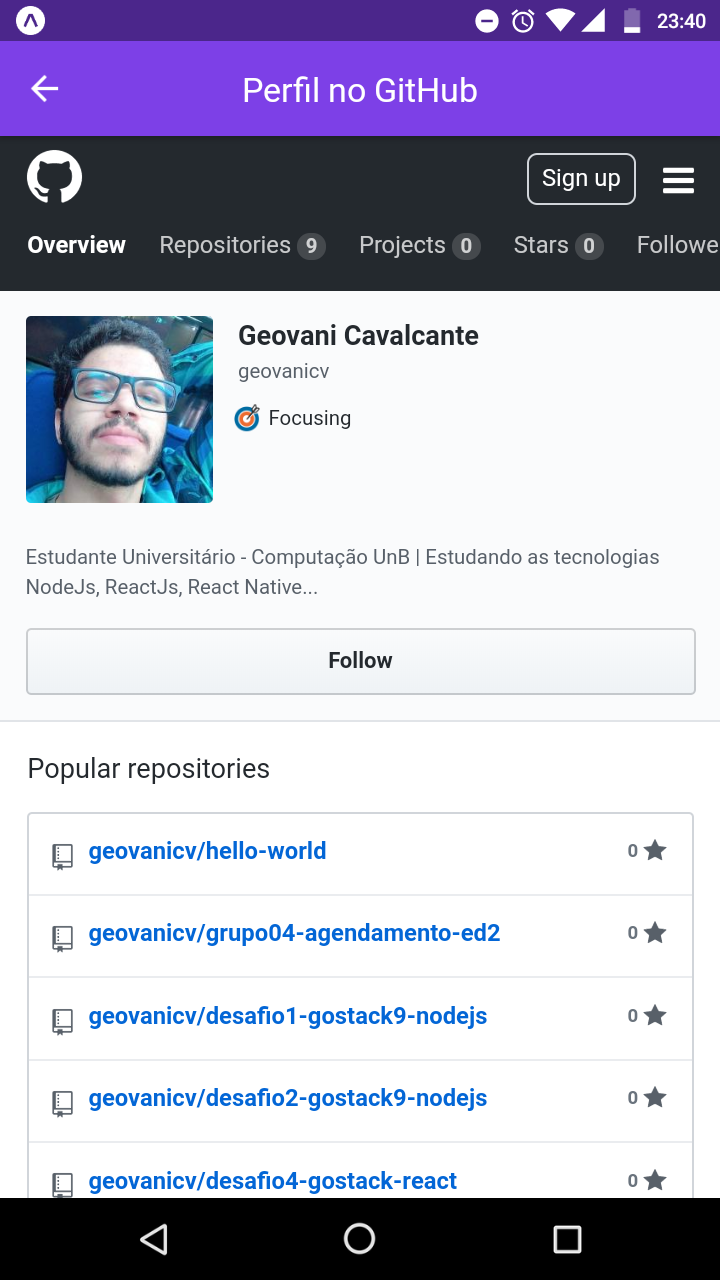 23:40
Perfil no GitHub
Sign up
Overview Repositories 9 Projects 0 Stars 0 Followe
Geovani Cavalcante
geovanicv
Focusing
Estudante Universitário - Computação UnB | Estudando as tecnologias
NodeJs, ReactJs, React Native...
Follow
Popular repositories
geovanicv/hello-world 0
geovanicv/grupo04-agendamento-ed2 0
geovanicv/desafio1-gostack9-nodejs 0
geovanicv/desafio2-gostack9-nodejs 0
geovanicv/desafio4-gostack-react 0